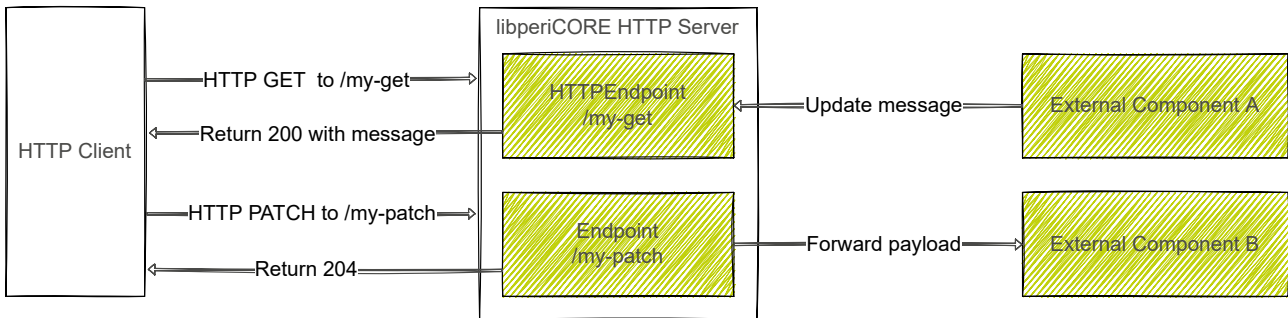 libperiCORE HTTP Server
HTTP Client
HTTP GET to /my-get
Return 200 with message
HTTP PATCH to /my-patch
Return 204
HTTPEndpoint
/my-get
Endpoint
/my-patch
Update message
Forward payload
External Component A
External Component B